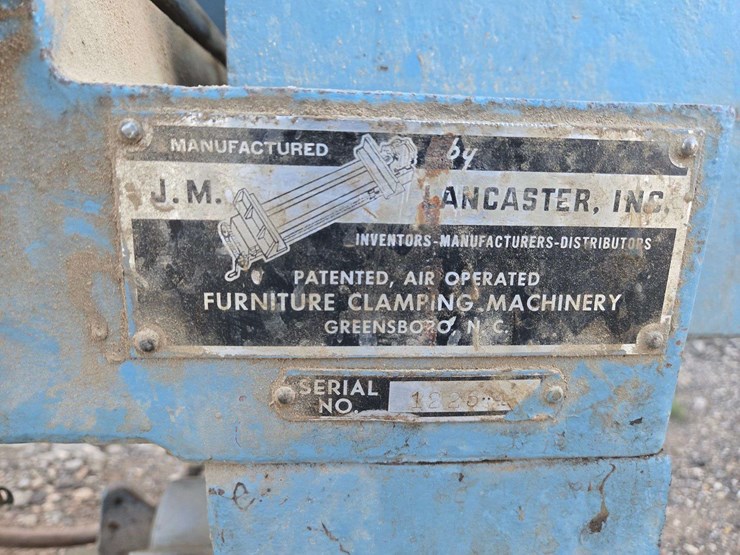 MANUFACTURED by
J. M. LANCASTER, INC.
INVENTORS-MANUFACTURERS-DISTRIBUTORS
PATENTED, AIR OPERATED
FURNITURE CLAMPING MACHINERY
GREENSBORO, N. C.
SERIAL
NO.